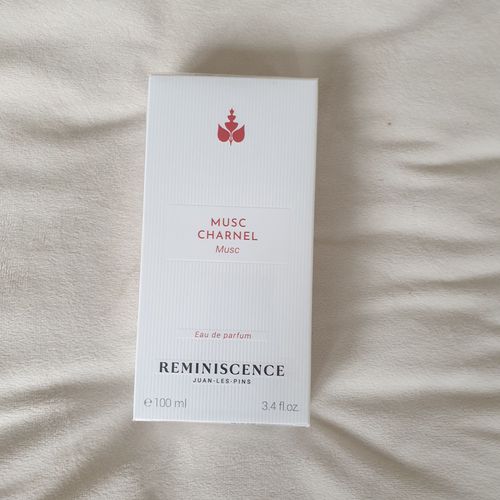 MUSC
CHARNEL
Musc
Eau de parfum
REMINISCENCE
JUAN-LES-PINS
℮ 100 ml 3.4 fl.oz.